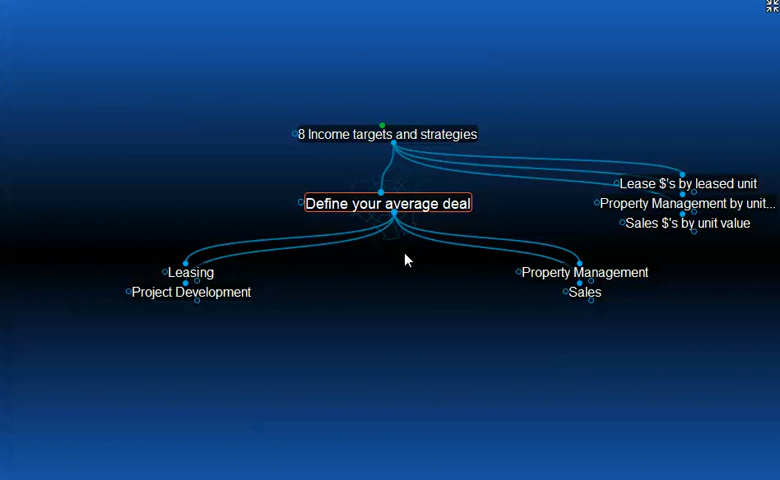 8 Income targets and strategies
Lease $'s by leased unit
Define your average deal
Property Management by unit...
Sales $'s by unit value
Leasing
Property Management
Project Development
Sales